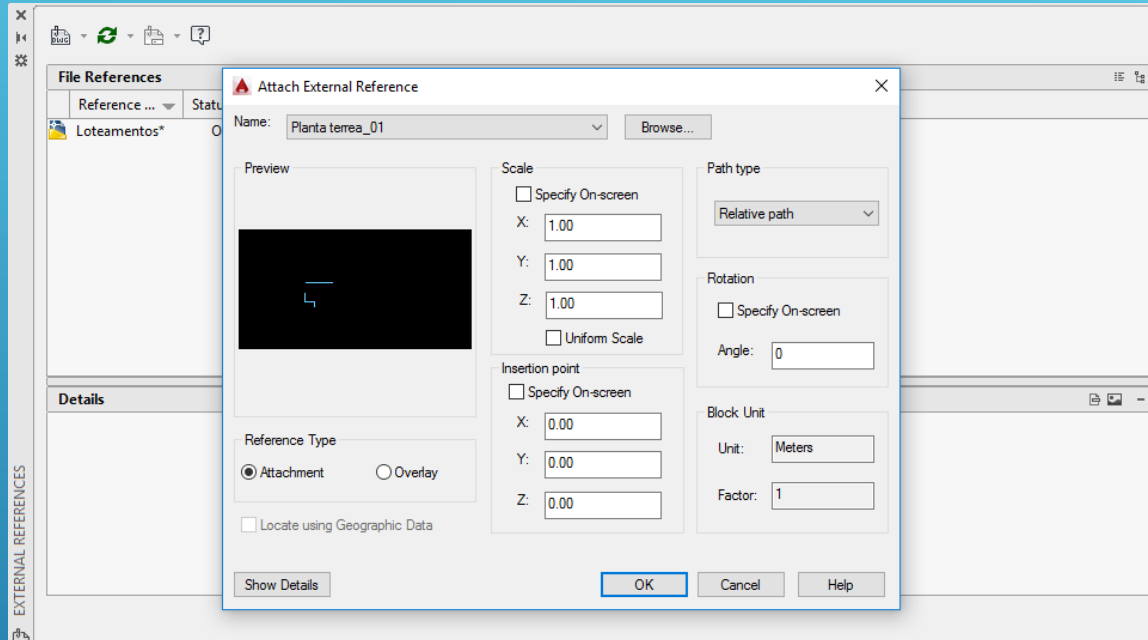 DWG
File References
Reference ...
Statu
Loteamentos*
O
Attach External Reference
Name:
Planta terrea_01
Browse...
Preview
Scale
Specify On-screen
X:
1.00
Y:
1.00
Z:
1.00
Uniform Scale
Path type
Relative path
Rotation
Specify On-screen
Angle:
0
Insertion point
Specify On-screen
X:
0.00
Y:
0.00
Z:
0.00
Block Unit
Unit:
Meters
Factor:
1
Reference Type
Attachment
Overlay
Locate using Geographic Data
Show Details
OK
Cancel
Help
Details
EXTERNAL REFERENCES